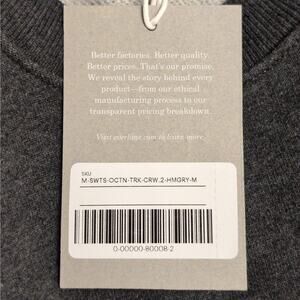 Better factories. Better quality.
Better prices. That's our promise.
We reveal the story behind every
product—from our ethical
manufacturing process to our
transparent pricing breakdown.
Visit everlane.com to learn more.
SKU
M-SWTS-OCTN-TRK-CRW.2-HMGRY-M
0-00000-80008-2